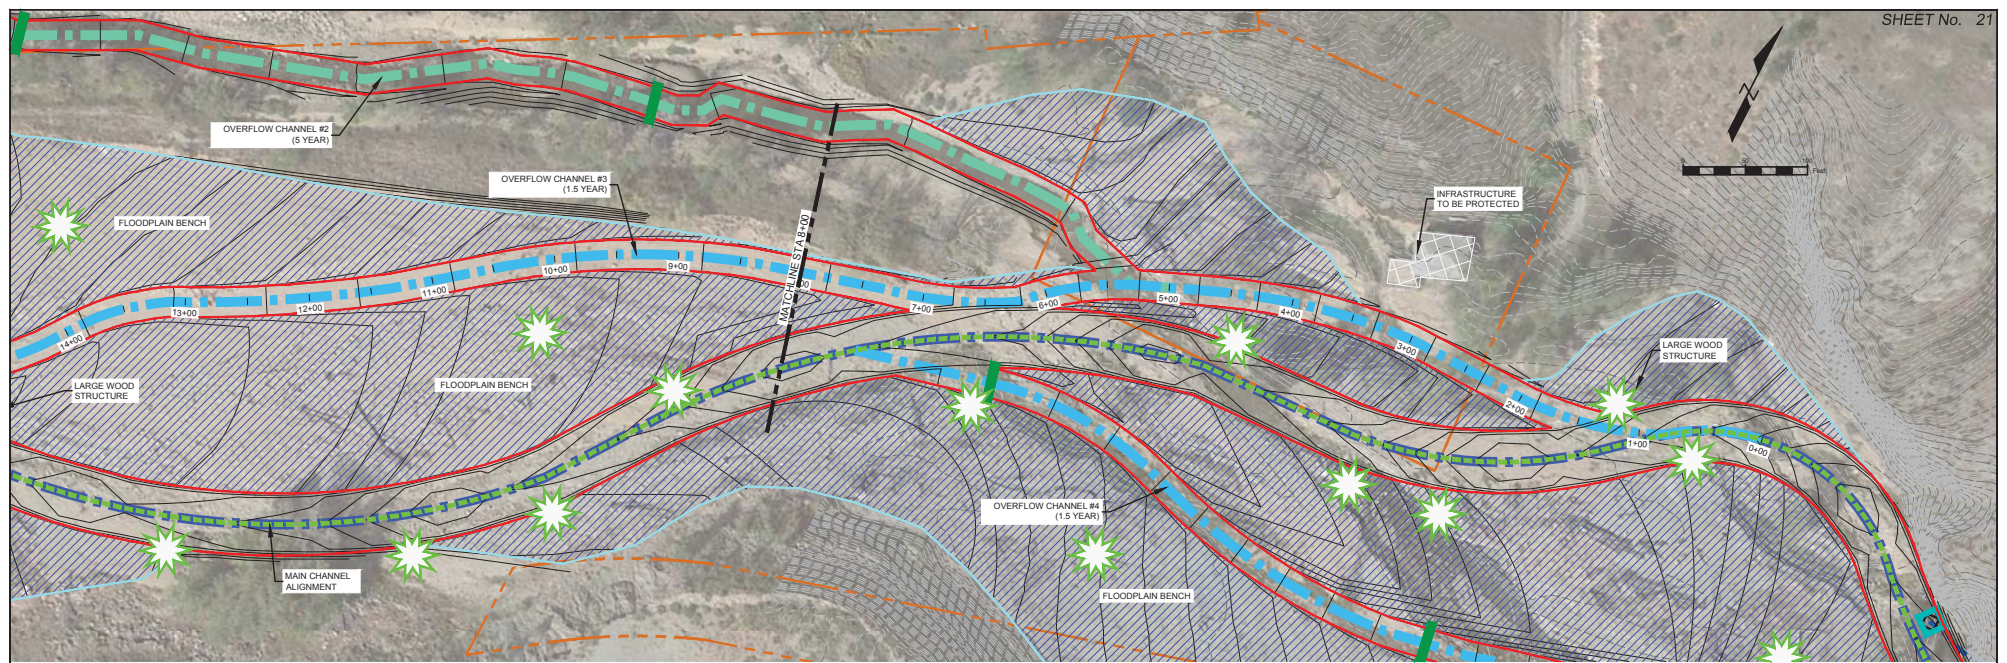 SHEET No. 21
OVERFLOW CHANNEL #2
(5 YEAR)
OVERFLOW CHANNEL #3
(1.5 YEAR)
INFRASTRUCTURE
TO BE PROTECTED
0 50 100
Feet
N
FLOODPLAIN BENCH
MATCHLINE STA 8+00
14+00
13+00
12+00
11+00
10+00
9+00
7+00
6+00
5+00
4+00
3+00
2+00
1+00
0+00
LARGE WOOD
STRUCTURE
FLOODPLAIN BENCH
LARGE WOOD
STRUCTURE
OVERFLOW CHANNEL #4
(1.5 YEAR)
MAIN CHANNEL
ALIGNMENT
FLOODPLAIN BENCH